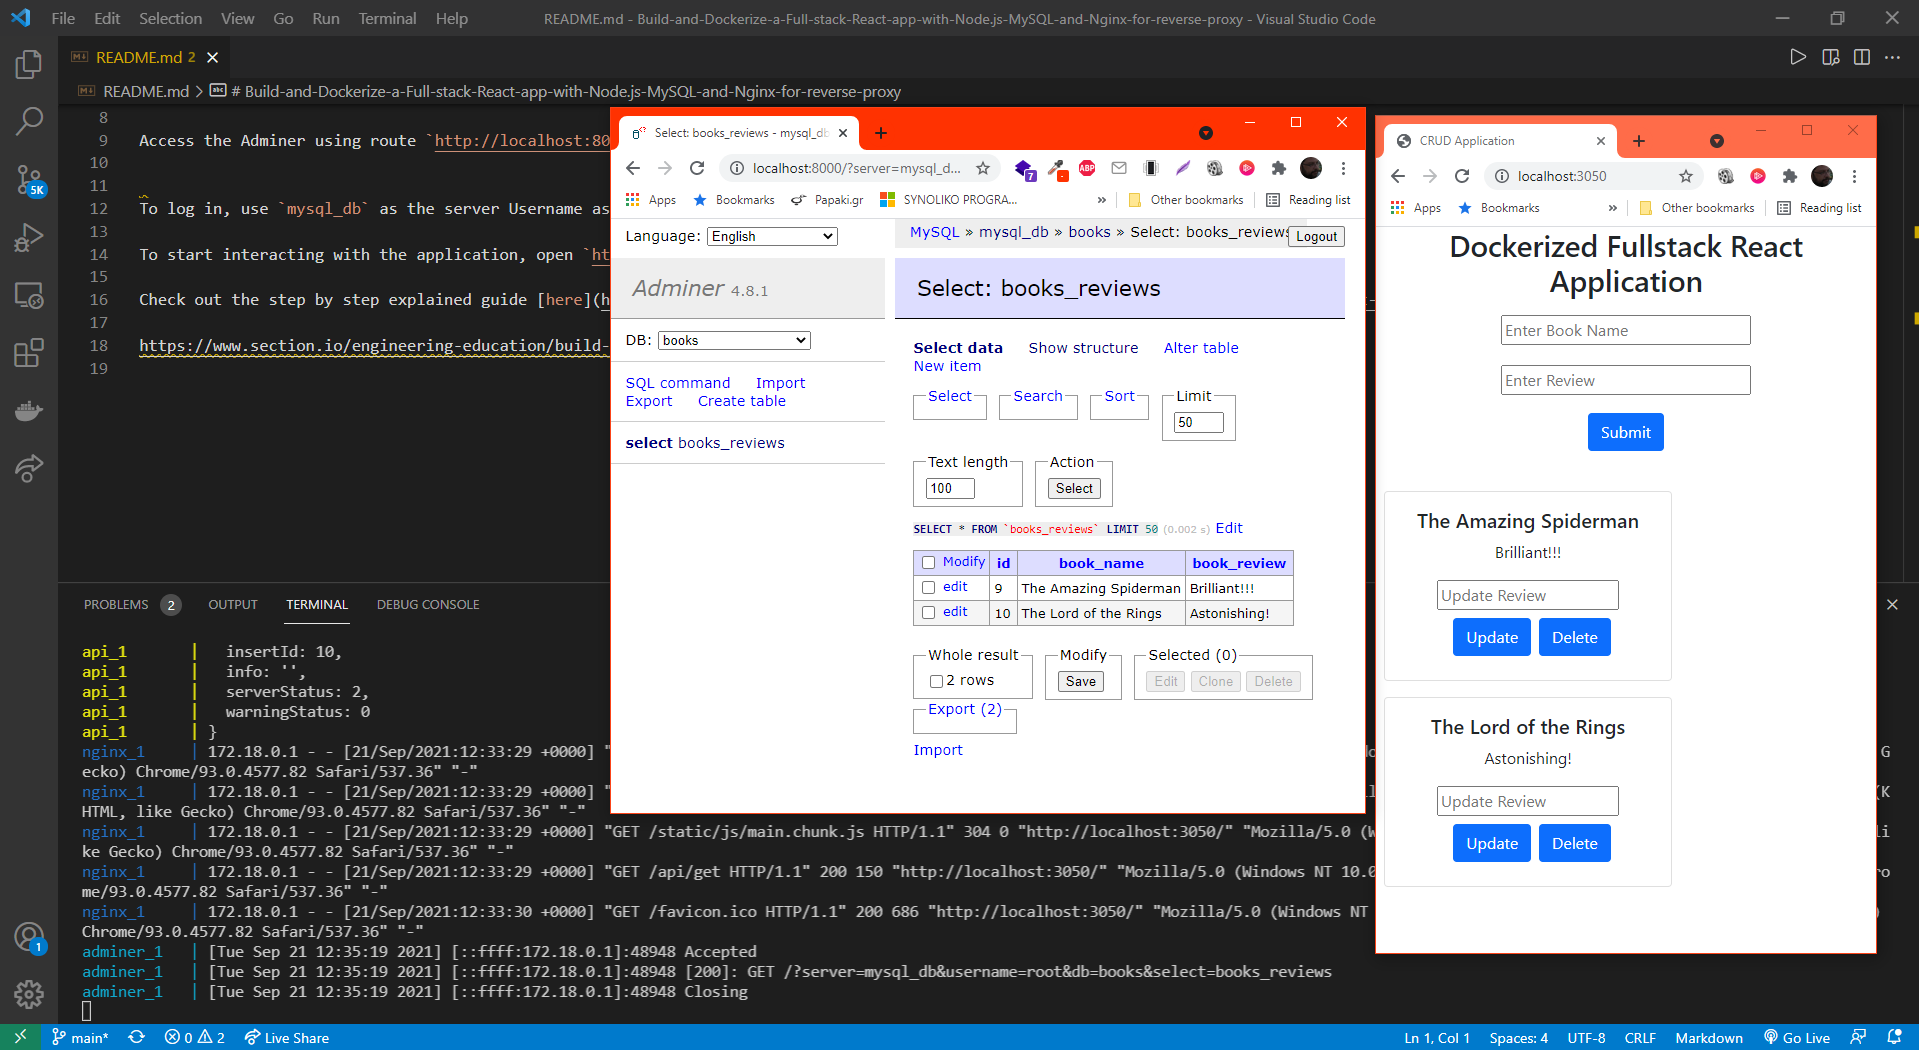 File Edit Selection View Go Run Terminal Help
README.md - Build-and-Dockerize-a-Full-stack-React-app-with-Node.js-MySQL-and-Nginx-for-reverse-proxy - Visual Studio Code
README.md 2
README.md > # Build-and-Dockerize-a-Full-stack-React-app-with-Node.js-MySQL-and-Nginx-for-reverse-proxy
8
9 Access the Adminer using route `http://localhost:80
10
11
12 To log in, use `mysql_db` as the server Username as
13
14 To start interacting with the application, open `ht
15
16 Check out the step by step explained guide [here](h
17
18 https://www.section.io/engineering-education/build-
19
5K
1
Select: books_reviews - mysql_db
localhost:8000/?server=mysql_d...
7
ABP
Apps Bookmarks Papaki.gr SYNOLIKO PROGRA... » Other bookmarks Reading list
Language: English
MySQL » mysql_db » books » Select: books_reviews
Logout
Adminer 4.8.1
Select: books_reviews
DB: books
SQL command Import
Export Create table
select books_reviews
Select data Show structure Alter table
New item
Select Search Sort Limit
50
Text length Action
100 Select
SELECT * FROM `books_reviews` LIMIT 50 (0.002 s) Edit
Modify id book_name book_review
edit 9 The Amazing Spiderman Brilliant!!!
edit 10 The Lord of the Rings Astonishing!
Whole result Modify Selected (0)
2 rows Save Edit Clone Delete
Export (2)
Import
CRUD Application
localhost:3050
Apps Bookmarks » Other bookmarks Reading list
Dockerized Fullstack React
Application
Enter Book Name
Enter Review
Submit
The Amazing Spiderman
Brilliant!!!
Update Review
Update Delete
The Lord of the Rings
Astonishing!
Update Review
Update Delete
PROBLEMS 2 OUTPUT TERMINAL DEBUG CONSOLE
api_1 | insertId: 10,
api_1 | info: '',
api_1 | serverStatus: 2,
api_1 | warningStatus: 0
api_1 | }
nginx_1 | 172.18.0.1 - - [21/Sep/2021:12:33:29 +0000] " G
ecko) Chrome/93.0.4577.82 Safari/537.36" "-"
nginx_1 | 172.18.0.1 - - [21/Sep/2021:12:33:29 +0000] " (K
HTML, like Gecko) Chrome/93.0.4577.82 Safari/537.36" "-"
nginx_1 | 172.18.0.1 - - [21/Sep/2021:12:33:29 +0000] "GET /static/js/main.chunk.js HTTP/1.1" 304 0 "http://localhost:3050/" "Mozilla/5.0 (W li
ke Gecko) Chrome/93.0.4577.82 Safari/537.36" "-"
nginx_1 | 172.18.0.1 - - [21/Sep/2021:12:33:29 +0000] "GET /api/get HTTP/1.1" 200 150 "http://localhost:3050/" "Mozilla/5.0 (Windows NT 10.0 ro
me/93.0.4577.82 Safari/537.36" "-"
nginx_1 | 172.18.0.1 - - [21/Sep/2021:12:33:30 +0000] "GET /favicon.ico HTTP/1.1" 200 686 "http://localhost:3050/" "Mozilla/5.0 (Windows NT )
Chrome/93.0.4577.82 Safari/537.36" "-"
adminer_1 | [Tue Sep 21 12:35:19 2021] [::ffff:172.18.0.1]:48948 Accepted
adminer_1 | [Tue Sep 21 12:35:19 2021] [::ffff:172.18.0.1]:48948 [200]: GET /?server=mysql_db&username=root&db=books&select=books_reviews
adminer_1 | [Tue Sep 21 12:35:19 2021] [::ffff:172.18.0.1]:48948 Closing
main* 0 2 Live Share
Ln 1, Col 1 Spaces: 4 UTF-8 CRLF Markdown Go Live